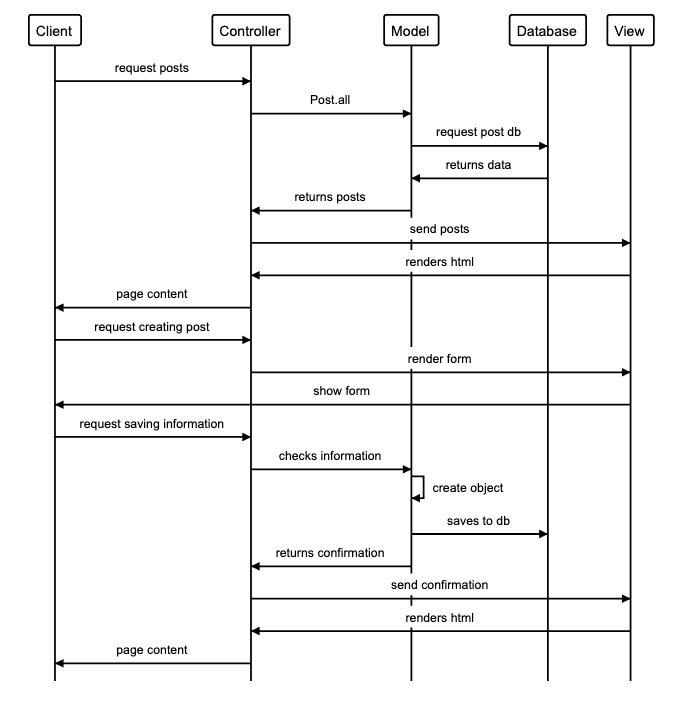 Client
Controller
Model
Database
View
request posts
Post.all
request post db
returns data
returns posts
send posts
renders html
page content
request creating post
render form
show form
request saving information
checks information
create object
saves to db
returns confirmation
send confirmation
renders html
page content